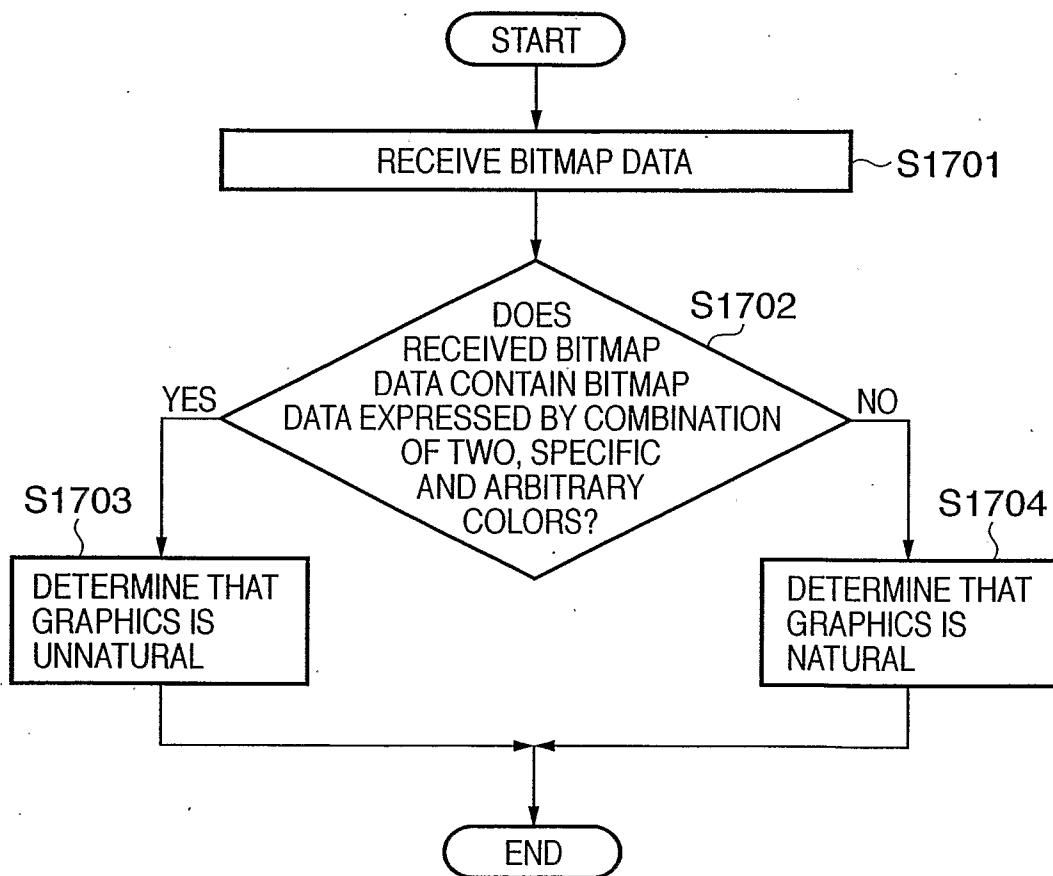 START
RECEIVE BITMAP DATA
S1701
DOES
RECEIVED BITMAP
DATA CONTAIN BITMAP
DATA EXPRESSED BY COMBINATION
OF TWO, SPECIFIC
AND ARBITRARY
COLORS?
S1702
YES
NO
S1703
DETERMINE THAT
GRAPHICS IS
UNNATURAL
S1704
DETERMINE THAT
GRAPHICS IS
NATURAL
END